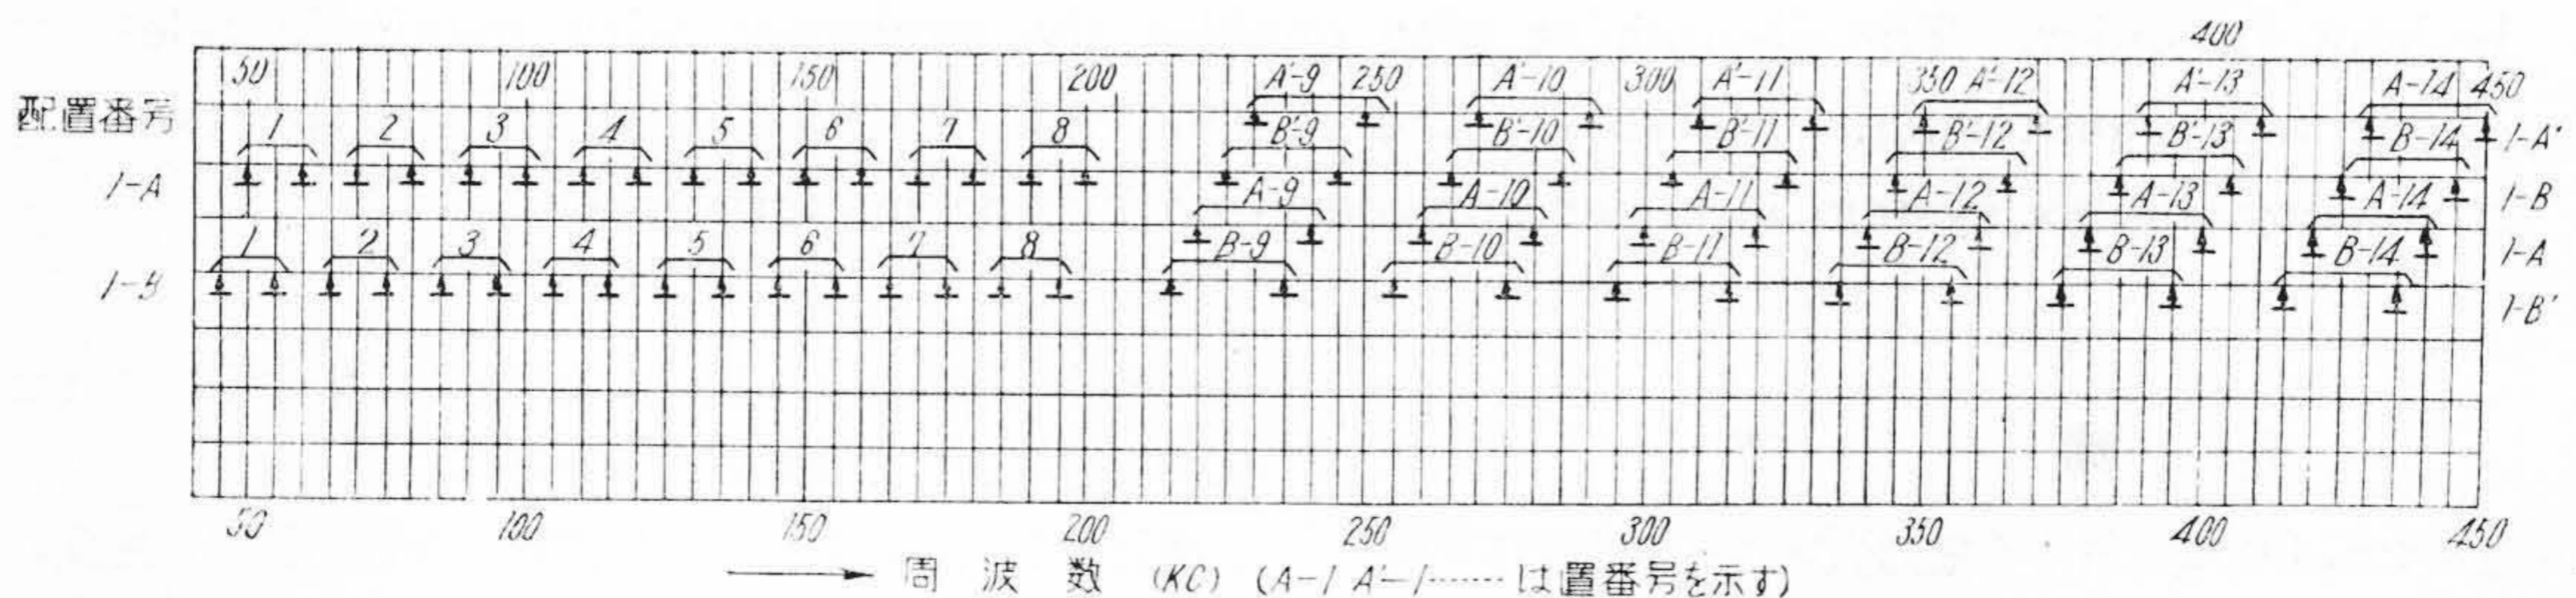 400
50 100 150 200 A'-9 250 A'-10 300 A'-11 350 A'-12 A'-13 A-14 450
配置番号 1 2 3 4 5 6 7 8 B'-9 B'-10 B'-11 B'-12 B'-13 B-14 1-A'
1-A A-9 A-10 A-11 A-12 A-13 A-14 1-B
1 2 3 4 5 6 7 8 B-9 B-10 B-11 B-12 B-13 B-14 1-A
1-B 1-B'
50 100 150 200 250 300 350 400 450
周波数 (KC) (A-1 A'-1……は置番号を示す)